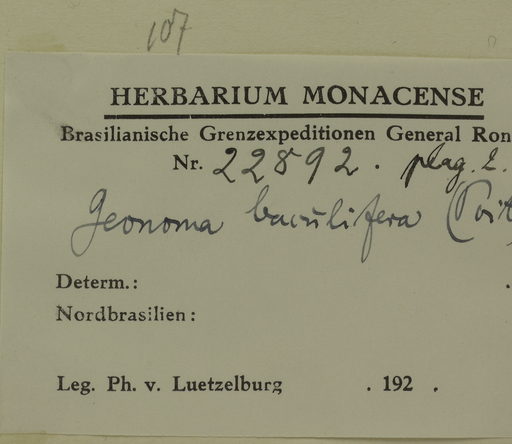 107
HERBARIUM MONACENSE
Brasilianische Grenzexpeditionen General Ron
Nr. 22892. plag. 2.
Geonoma baculifera (Poit
Determ.:
Nordbrasilien:
Leg. Ph. v. Luetzelburg . 192 .